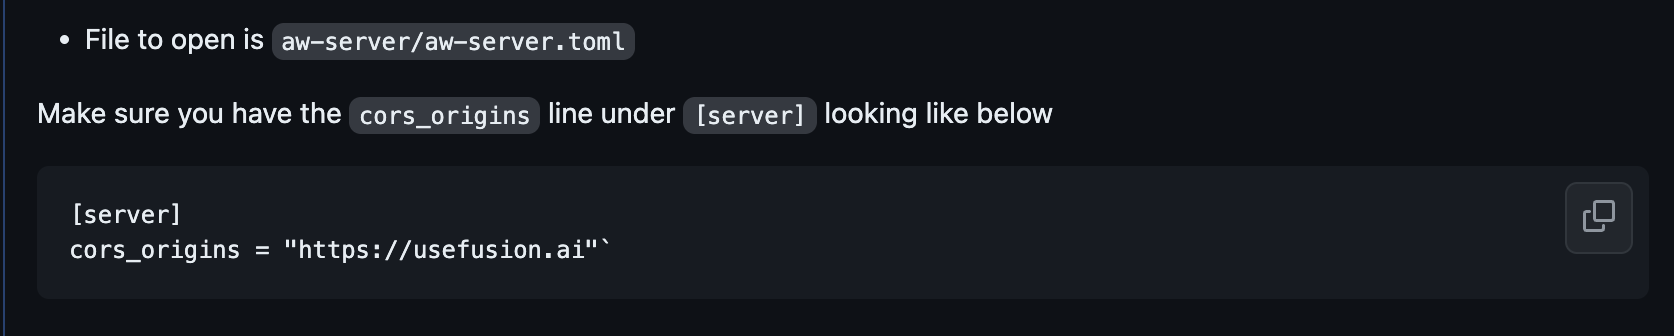 • File to open is aw-server/aw-server.toml
Make sure you have the cors_origins line under [server] looking like below
[server]
cors_origins = "https://usefusion.ai"`